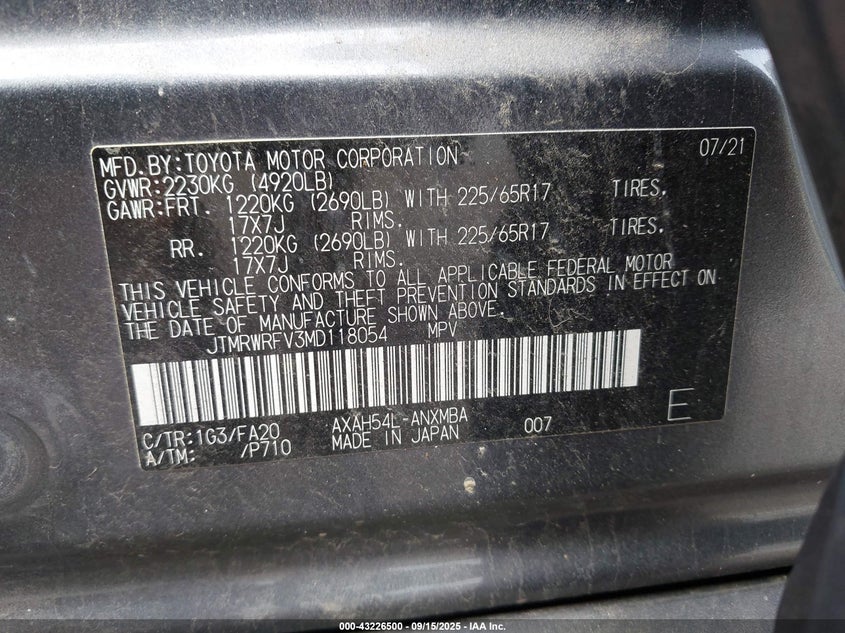 MFD.BY:TOYOTA MOTOR CORPORATION 07/21
GVWR:2230KG (4920LB)
GAWR:FRT. 1220KG (2690LB) WITH 225/65R17 TIRES.
17X7J RIMS.
RR. 1220KG (2690LB) WITH 225/65R17 TIRES.
17X7J RIMS.
THIS VEHICLE CONFORMS TO ALL APPLICABLE FEDERAL MOTOR
VEHICLE SAFETY AND THEFT PREVENTION STANDARDS IN EFFECT ON
THE DATE OF MANUFACTURE SHOWN ABOVE.
JTMRWRFV3MD118054 MPV
C/TR:1G3/FA20 AXAH54L-ANXMBA 007 E
A/TM: /P710 MADE IN JAPAN
000-43226500 - 09/15/2025 - IAA Inc.